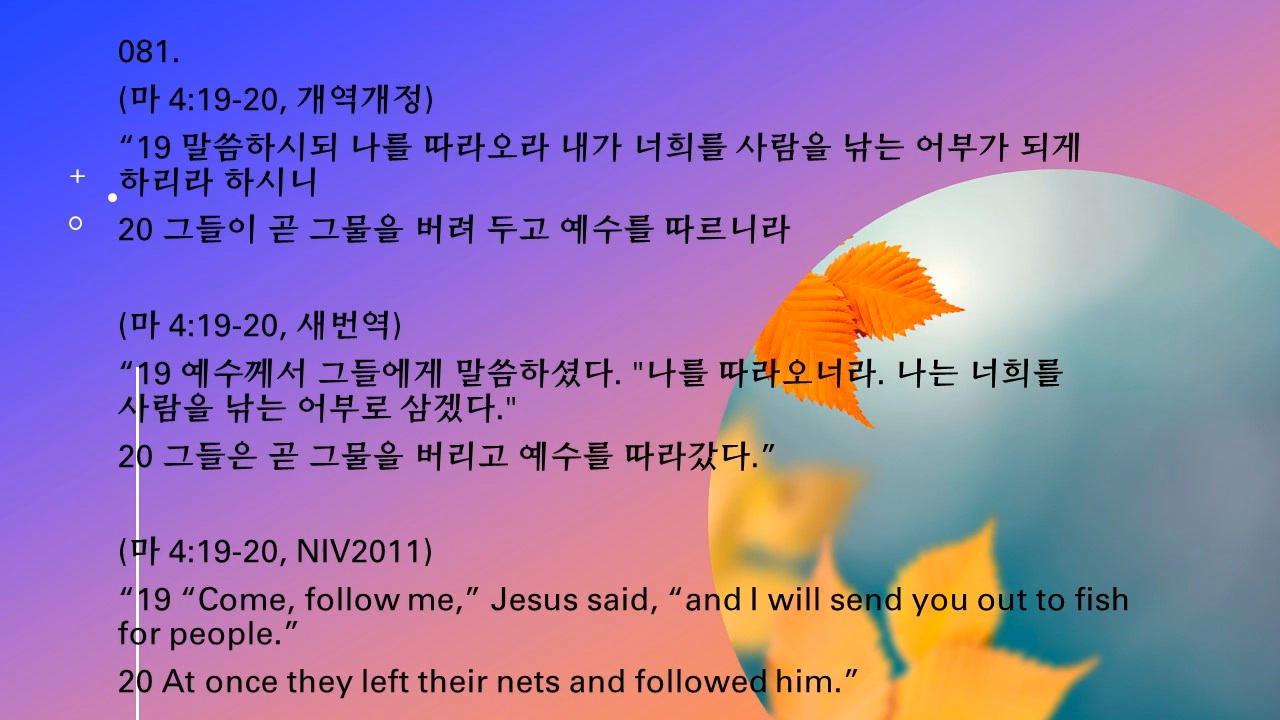 081.
(마 4:19-20, 개역개정)
“19 말씀하시되 나를 따라오라 내가 너희를 사람을 낚는 어부가 되게
하리라 하시니
20 그들이 곧 그물을 버려 두고 예수를 따르니라
(마 4:19-20, 새번역)
“19 예수께서 그들에게 말씀하셨다. "나를 따라오너라. 나는 너희를
사람을 낚는 어부로 삼겠다."
20 그들은 곧 그물을 버리고 예수를 따라갔다.”
(마 4:19-20, NIV2011)
“19 “Come, follow me,” Jesus said, “and I will send you out to fish
for people.”
20 At once they left their nets and followed him.”